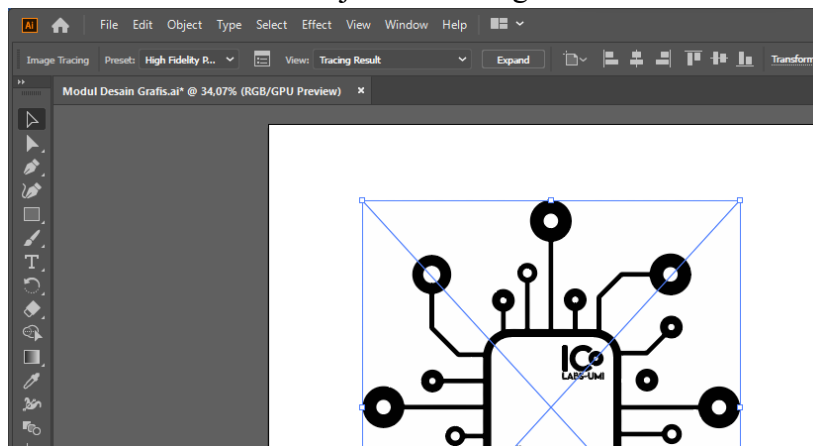 Ai File Edit Object Type Select Effect View Window Help
Image Tracing Preset: High Fidelity P... View: Tracing Result Expand Transform
Modul Desain Grafis.ai* @ 34,07% (RGB/GPU Preview) ×
T
ICo
LABS-UMI